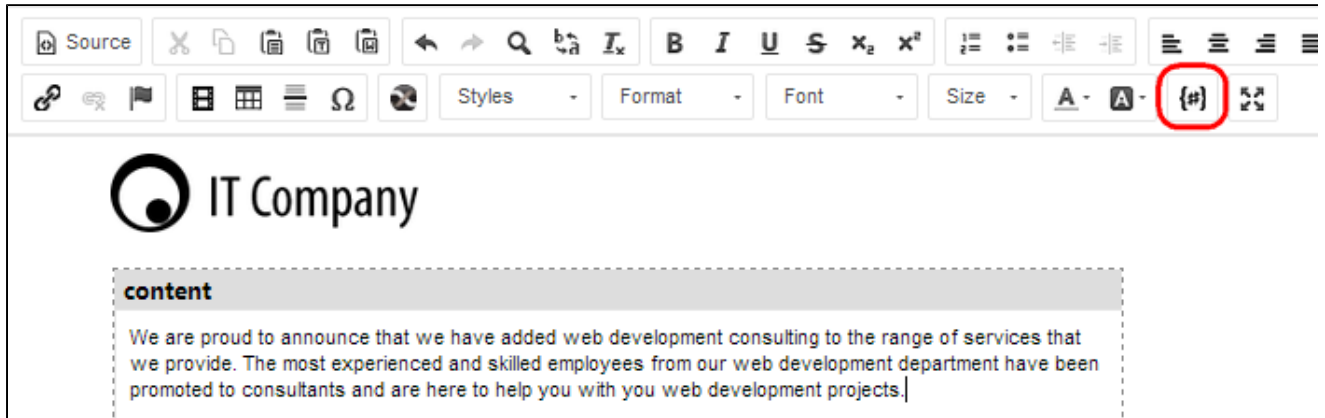 Source
Styles Format Font Size {#}
IT Company
content
We are proud to announce that we have added web development consulting to the range of services that
we provide. The most experienced and skilled employees from our web development department have been
promoted to consultants and are here to help you with you web development projects.